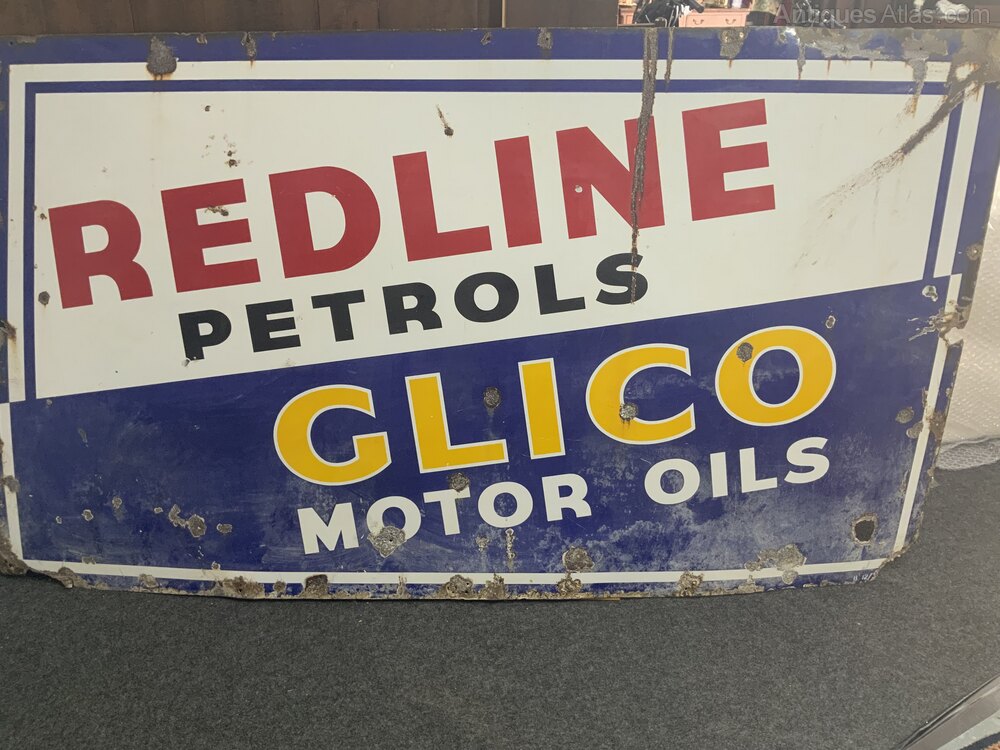 AntiquesAtlas.com
REDLINE
PETROLS
GLICO
MOTOR OILS